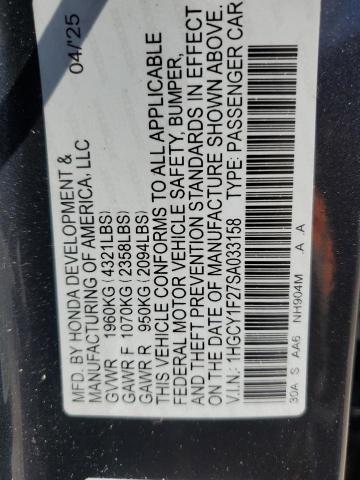 MFD. BY HONDA DEVELOPMENT & 04/'25
MANUFACTURING OF AMERICA, LLC
GVWR 1960KG (4321LBS)
GAWR F 1070KG (2358LBS)
GAWR R 950KG (2094LBS)
THIS VEHICLE CONFORMS TO ALL APPLICABLE
FEDERAL MOTOR VEHICLE SAFETY, BUMPER,
AND THEFT PREVENTION STANDARDS IN EFFECT
ON THE DATE OF MANUFACTURE SHOWN ABOVE.
V.I.N.: 1HGCY1F27SA033158 TYPE: PASSENGER CAR
30A S AA6 NH904M A A